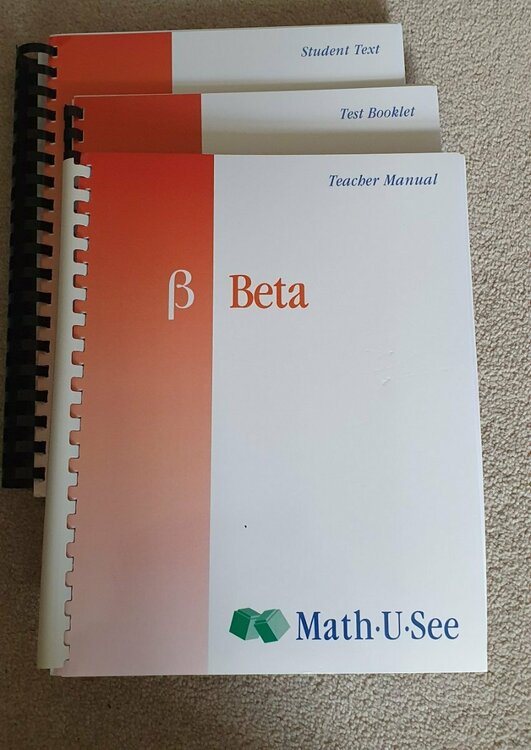 Student Text
Test Booklet
Teacher Manual
β Beta
Math·U·See